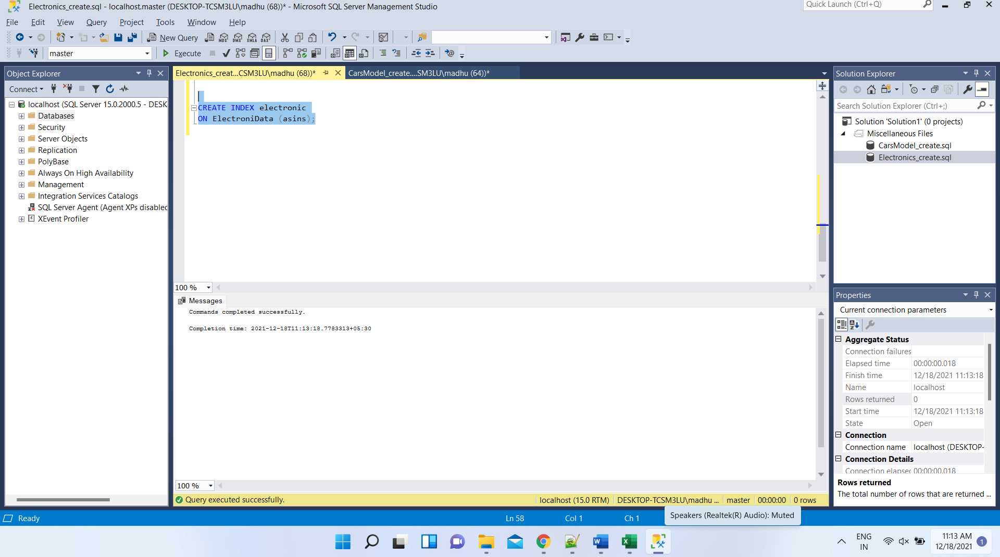 Electronics_create.sql - localhost.master (DESKTOP-TCSM3LU\madhu (68))* - Microsoft SQL Server Management Studio
Quick Launch (Ctrl+Q)
File Edit View Query Project Tools Window Help
New Query MDX DMX XMLA DAX
master Execute
Object Explorer
Connect
localhost (SQL Server 15.0.2000.5 - DESK
Databases
Security
Server Objects
Replication
PolyBase
Always On High Availability
Management
Integration Services Catalogs
SQL Server Agent (Agent XPs disabled
XEvent Profiler
Electronics_creat...CSM3LU\madhu (68))* CarsModel_create....SM3LU\madhu (64))*
CREATE INDEX electronic
ON ElectroniData (asins);
100 %
Messages
Commands completed successfully.
Completion time: 2021-12-18T11:13:18.7783313+05:30
100 %
Query executed successfully. localhost (15.0 RTM) DESKTOP-TCSM3LU\madhu ... master 00:00:00 0 rows
Solution Explorer
Search Solution Explorer (Ctrl+;)
Solution 'Solution1' (0 projects)
Miscellaneous Files
CarsModel_create.sql
Electronics_create.sql
Properties
Current connection parameters
Aggregate Status
Connection failures
Elapsed time 00:00:00.018
Finish time 12/18/2021 11:13:18
Name localhost
Rows returned 0
Start time 12/18/2021 11:13:18
State Open
Connection
Connection name localhost (DESKTOP-
Connection Details
Connection elapsec 00:00:00.018
Rows returned
The total number of rows that are returned ...
Ready Ln 58 Col 1 Ch 1
Speakers (Realtek(R) Audio): Muted
ENG
IN
11:13 AM
12/18/2021
1